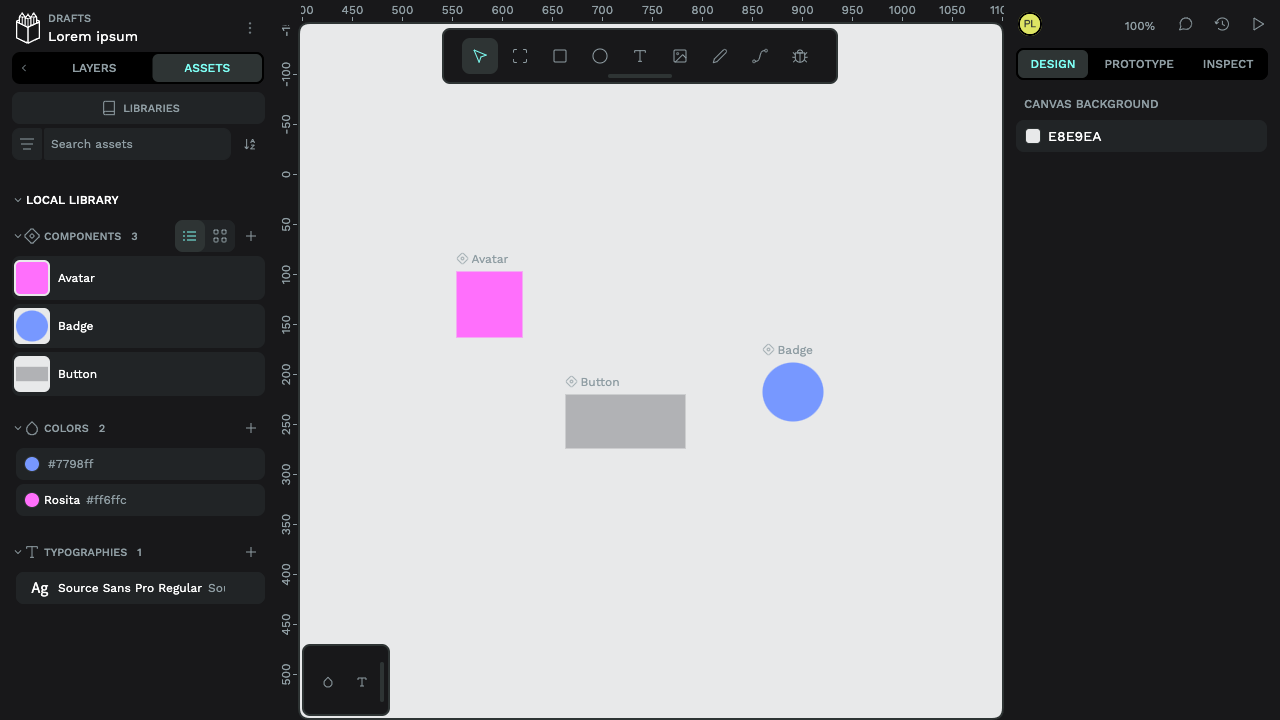 DRAFTS
Lorem ipsum
LAYERS
ASSETS
LIBRARIES
Search assets
LOCAL LIBRARY
COMPONENTS 3
Avatar
Badge
Button
COLORS 2
#7798ff
Rosita #ff6ffc
TYPOGRAPHIES 1
Ag Source Sans Pro Regular
450 500 550 600 650 700 750 800 850 900 950 1000 1050
-100
-50
0
50
100
150
200
250
300
350
400
450
500
Avatar
Badge
Button
PL
100%
DESIGN
PROTOTYPE
INSPECT
CANVAS BACKGROUND
E8E9EA